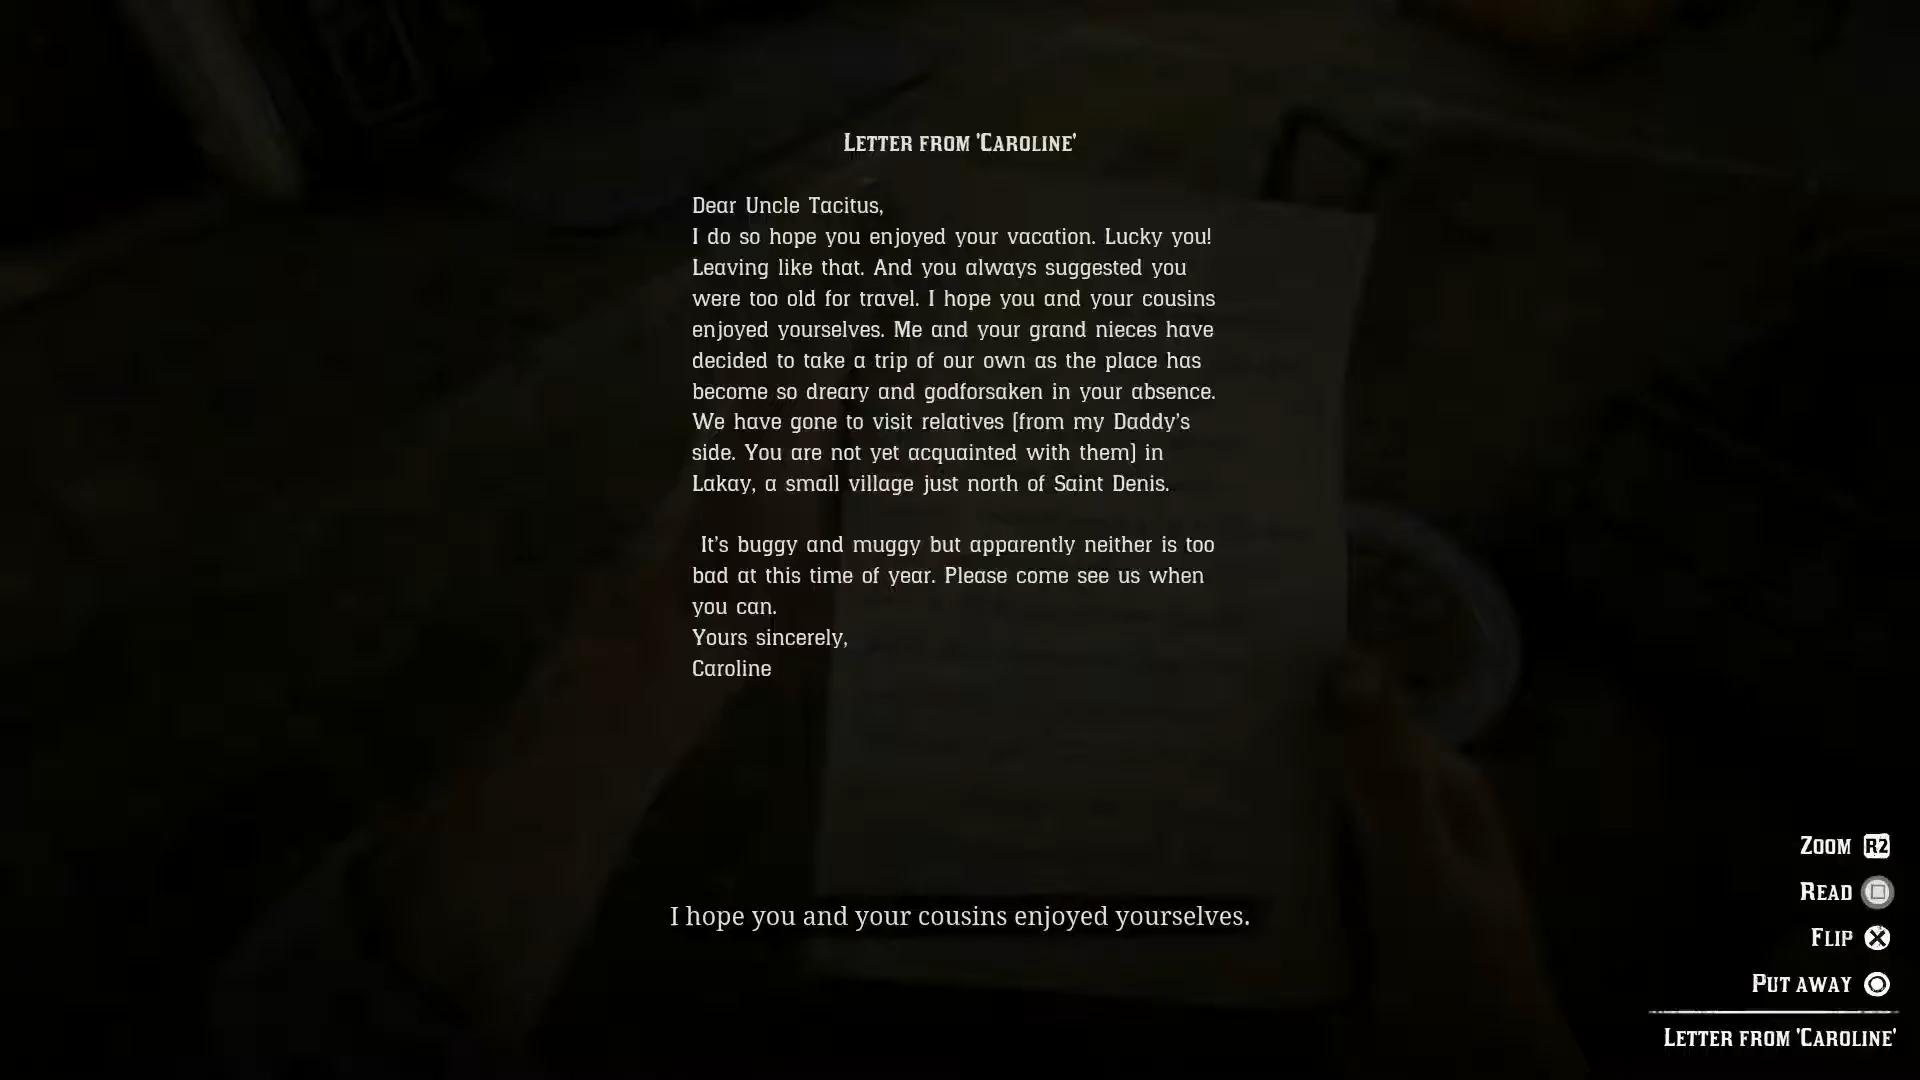 LETTER FROM 'CAROLINE'
Dear Uncle Tacitus,
I do so hope you enjoyed your vacation. Lucky you!
Leaving like that. And you always suggested you
were too old for travel. I hope you and your cousins
enjoyed yourselves. Me and your grand nieces have
decided to take a trip of our own as the place has
become so dreary and godforsaken in your absence.
We have gone to visit relatives (from my Daddy's
side. You are not yet acquainted with them) in
Lakay, a small village just north of Saint Denis.
It's buggy and muggy but apparently neither is too
bad at this time of year. Please come see us when
you can.
Yours sincerely,
Caroline
I hope you and your cousins enjoyed yourselves.
ZOOM R2
READ
FLIP
PUT AWAY
LETTER FROM 'CAROLINE'